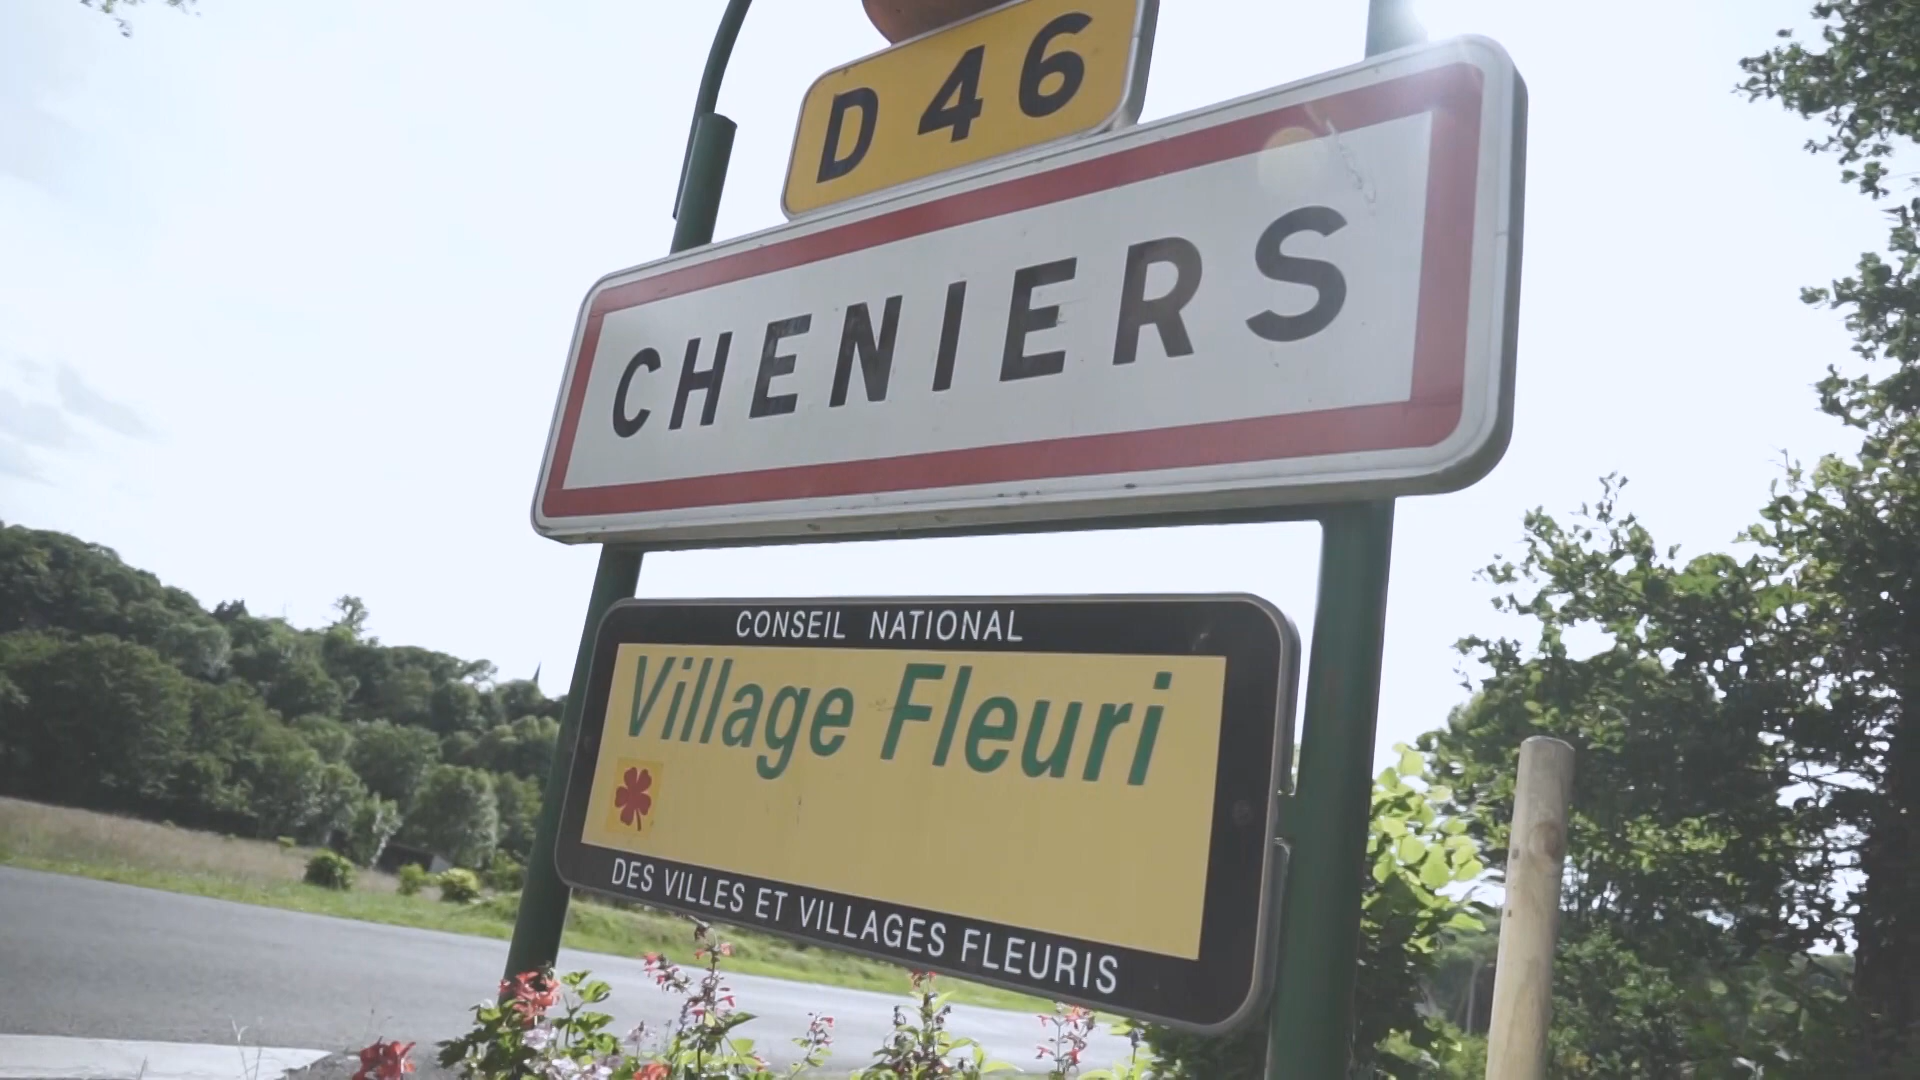 D 46
CHENIERS
CONSEIL NATIONAL
Village Fleuri
DES VILLES ET VILLAGES FLEURIS